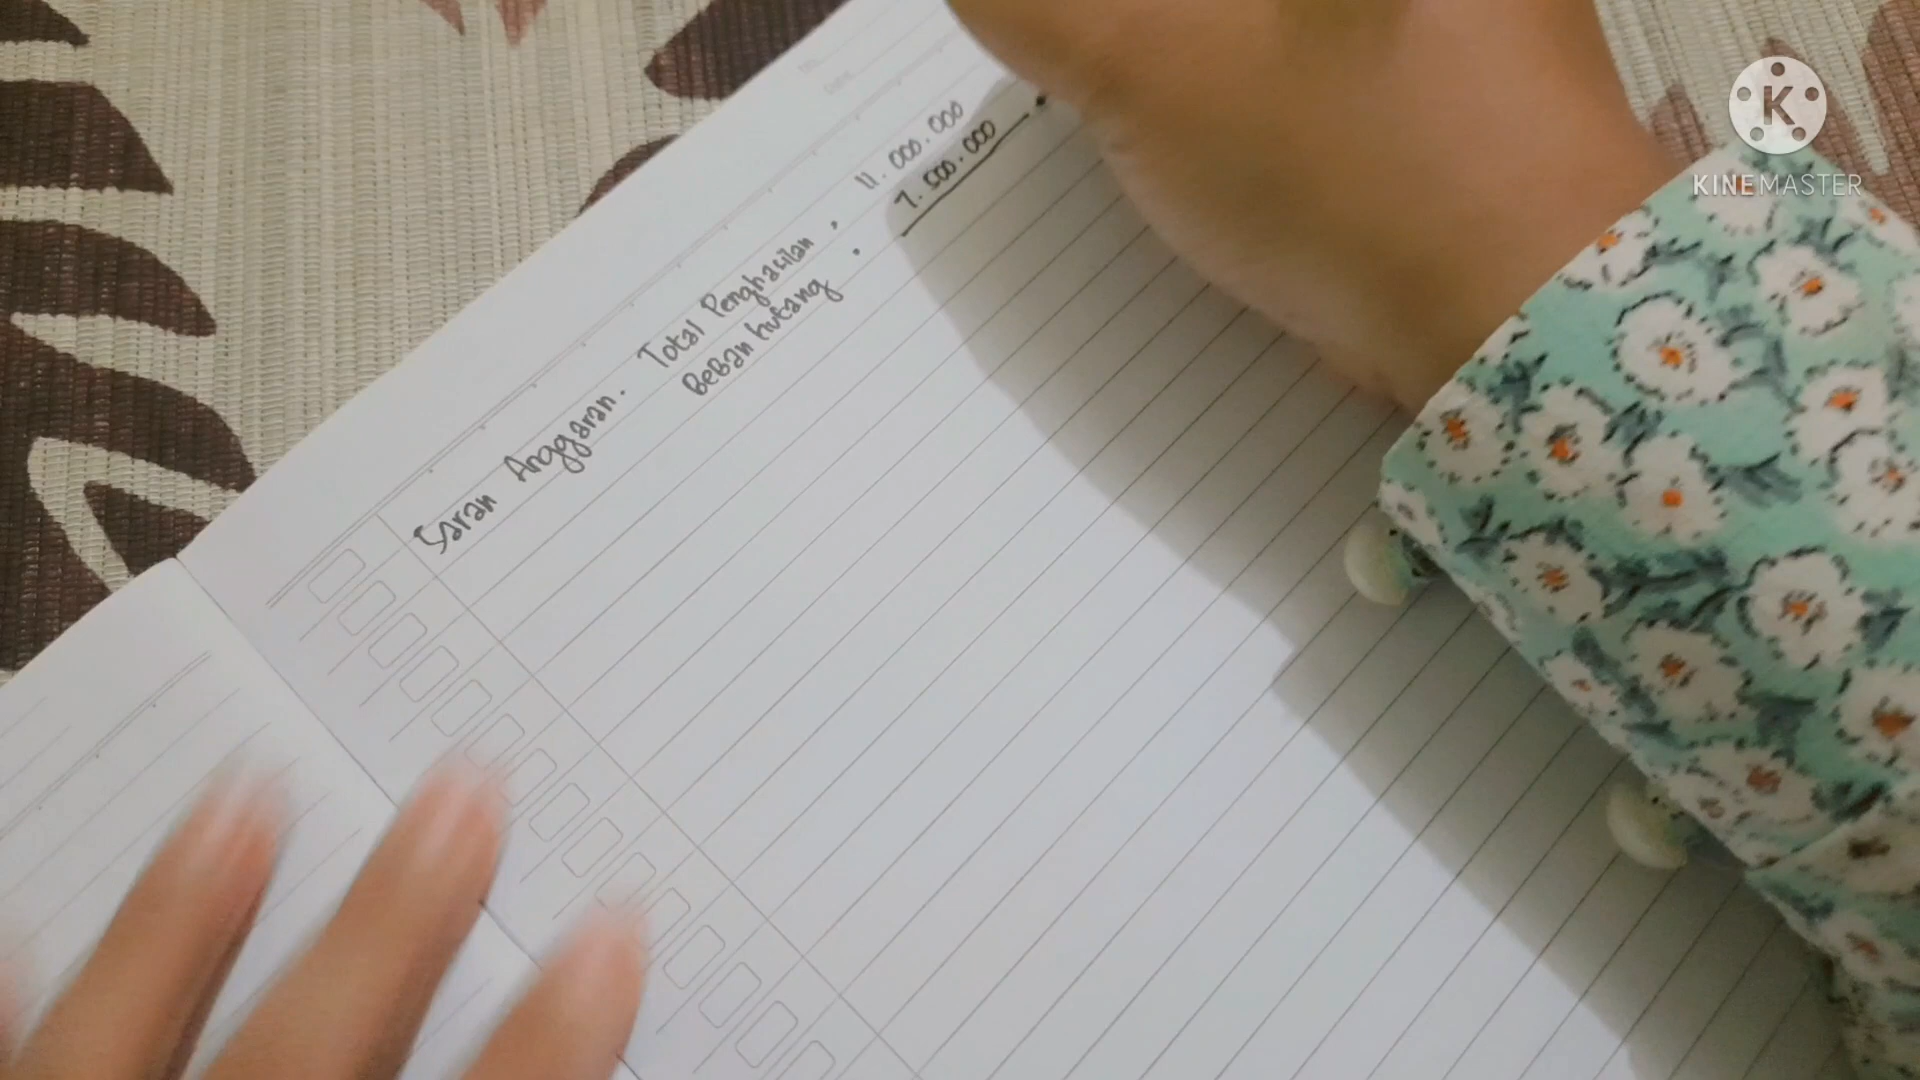 Saran Anggaran. Total Penghasilan , 11.000.000
Beban hutang . 7.500.000
KINEMASTER